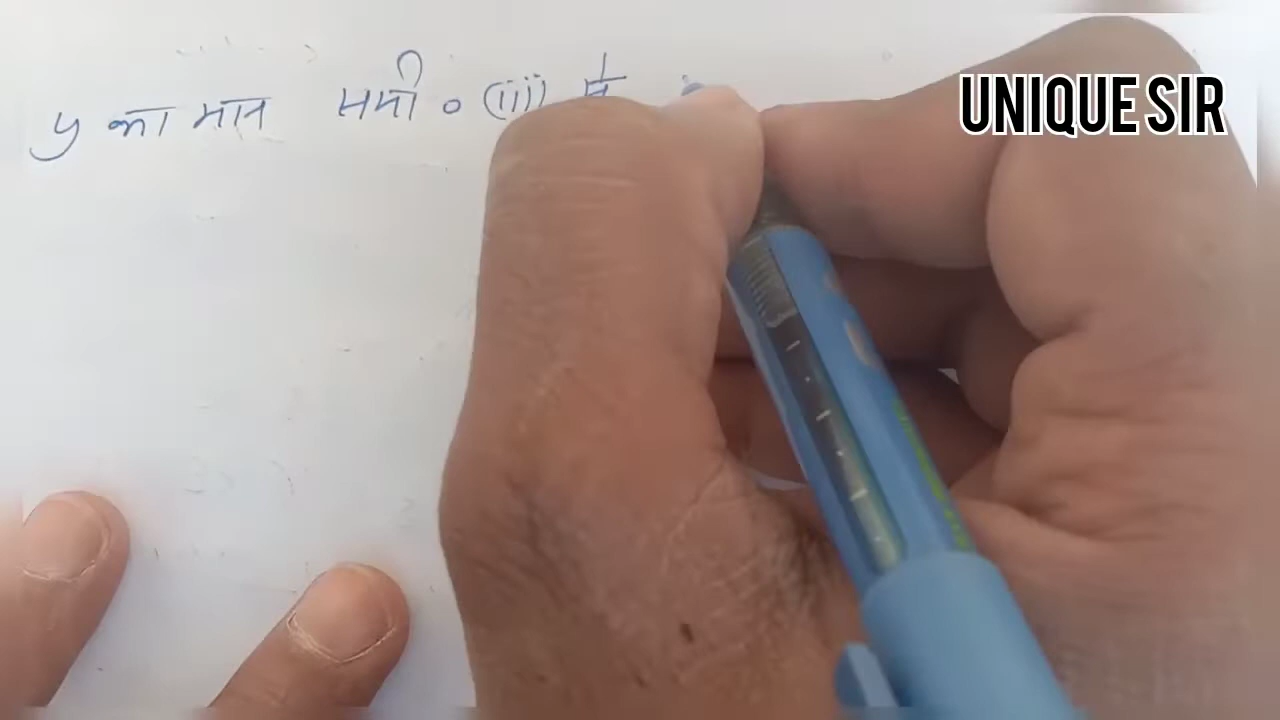 y का मान समी० (iii) में
UNIQUE SIR